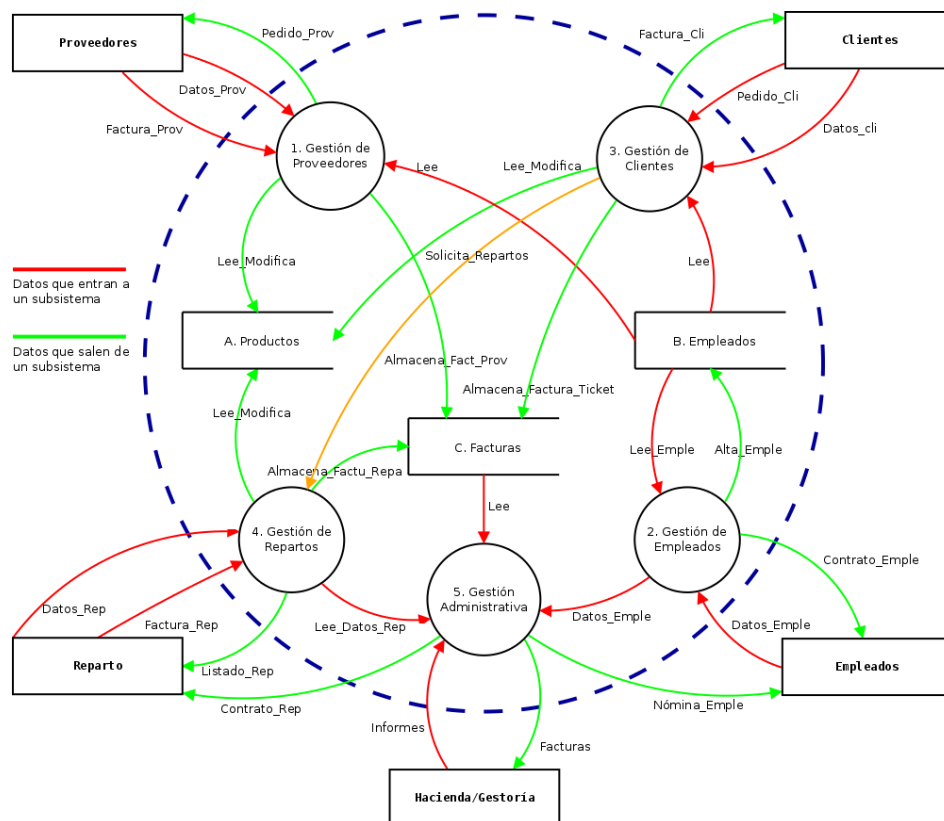 Proveedores
Pedido_Prov
Factura_Cli
Clientes
Datos_Prov
Pedido_Cli
Factura_Prov
Datos_cli
1. Gestión de
Proveedores
Lee
Lee_Modifica
3. Gestión de
Clientes
Lee_Modifica
Solicita_Repartos
Lee
Datos que entran a
un subsistema
A. Productos
B. Empleados
Datos que salen de
un subsistema
Almacena_Fact_Prov
Almacena_Factura_Ticket
Lee_Modifica
C. Facturas
Lee_Emple
Alta_Emple
Almacena_Factu_Repa
Lee
4. Gestión de
Repartos
2. Gestión de
Empleados
Contrato_Emple
5. Gestión
Administrativa
Datos_Rep
Factura_Rep
Lee_Datos_Rep
Datos_Emple
Datos_Emple
Reparto
Listado_Rep
Empleados
Contrato_Rep
Nómina_Emple
Informes
Facturas
Hacienda/Gestoría